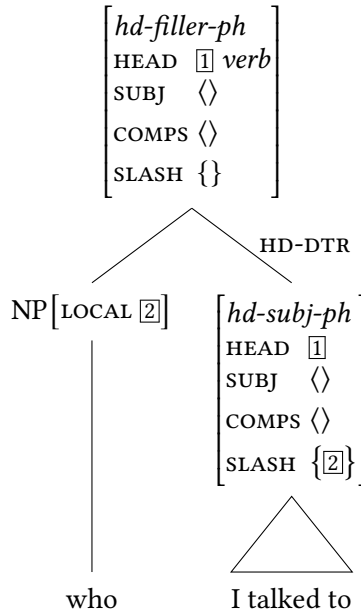 hd-filler-ph
HEAD 1 verb
SUBJ ⟨⟩
COMPS ⟨⟩
SLASH {}
HD-DTR
NP[LOCAL 2]
hd-subj-ph
HEAD 1
SUBJ ⟨⟩
COMPS ⟨⟩
SLASH {2}
who
I talked to